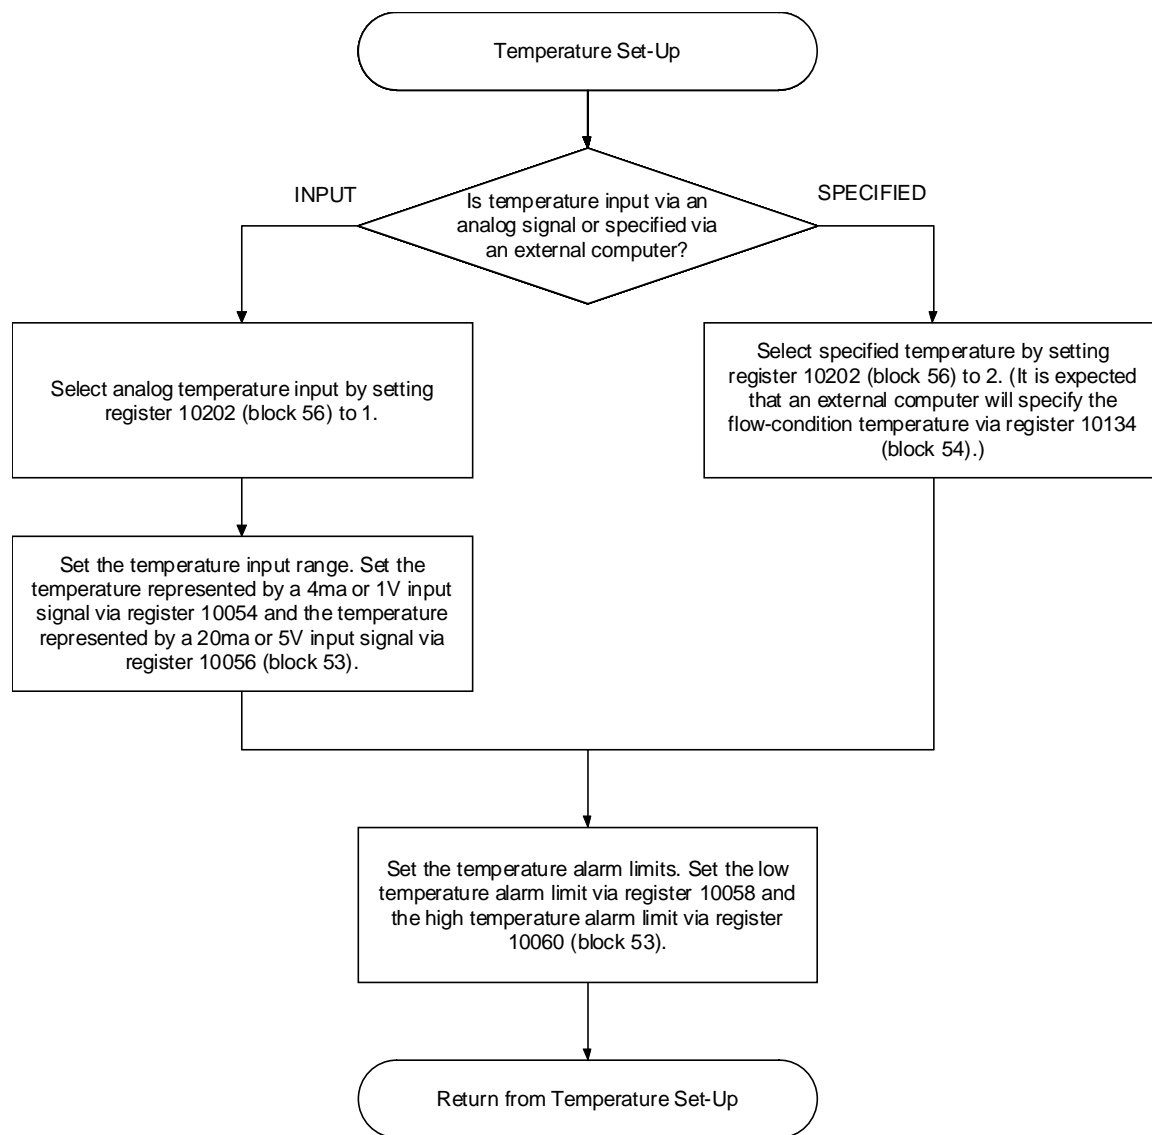 Temperature Set-Up
INPUT
Is temperature input via an
analog signal or specified via
an external computer?
SPECIFIED
Select analog temperature input by setting
register 10202 (block 56) to 1.
Select specified temperature by setting
register 10202 (block 56) to 2. (It is expected
that an external computer will specify the
flow-condition temperature via register 10134
(block 54).)
Set the temperature input range. Set the
temperature represented by a 4ma or 1V input
signal via register 10054 and the temperature
represented by a 20ma or 5V input signal via
register 10056 (block 53).
Set the temperature alarm limits. Set the low
temperature alarm limit via register 10058 and
the high temperature alarm limit via register
10060 (block 53).
Return from Temperature Set-Up